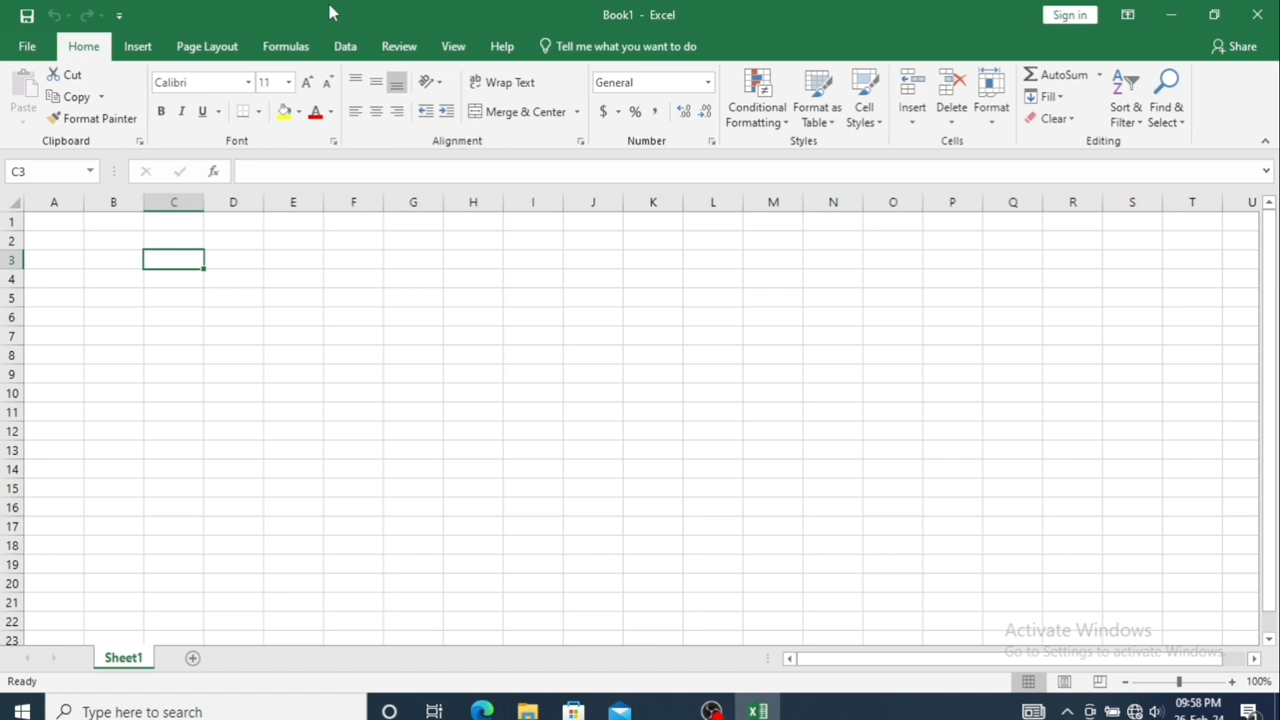 Book1 - Excel
Sign in
File Home Insert Page Layout Formulas Data Review View Help Tell me what you want to do Share
Paste
Cut
Copy
Format Painter
Calibri 11
B I U A
Wrap Text
Merge & Center
General
$ % ,
Conditional Formatting
Format as Table
Cell Styles
Insert
Delete
Format
AutoSum
Fill
Clear
Sort & Filter
Find & Select
Clipboard Font Alignment Number Styles Cells Editing
C3 fx
A B C D E F G H I J K L M N O P Q R S T U
1
2
3
4
5
6
7
8
9
10
11
12
13
14
15
16
17
18
19
20
21
22
23
Activate Windows
Go to Settings to activate Windows.
Sheet1
Ready 100%
Type here to search
09:58 PM